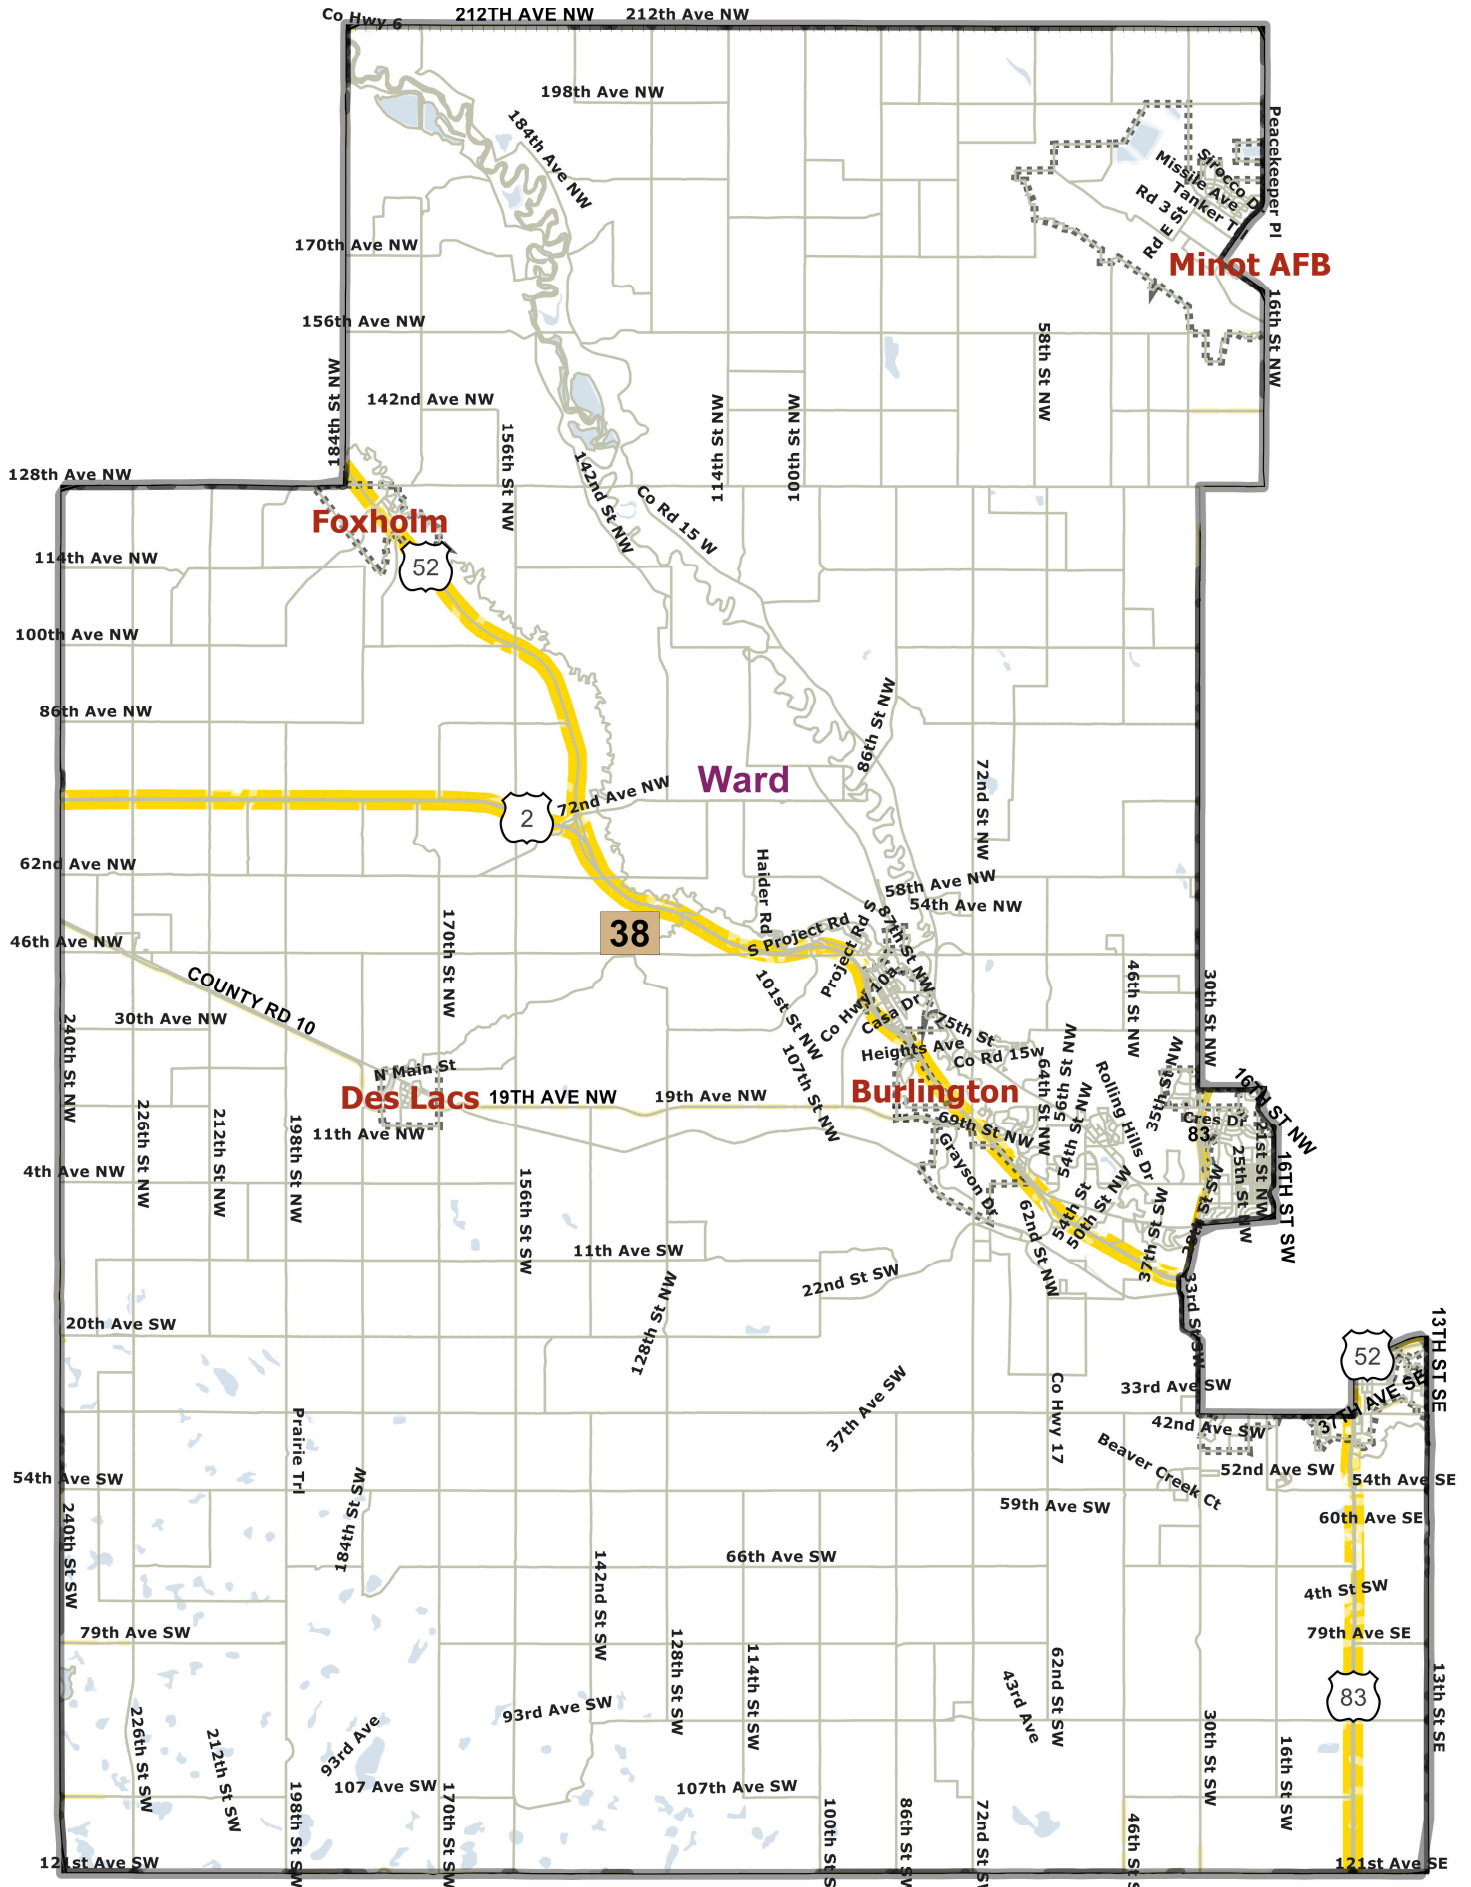 Co Hwy 6
212TH AVE NW
212th Ave NW
198th Ave NW
184th Ave NW
Peacekeeper Pl
Sirocco D
Missile Ave
Tanker T
Rd 3
Rd E St
170th Ave NW
Minot AFB
16th St NW
156th Ave NW
58th St NW
184th St NW
142nd Ave NW
156th St NW
114th St NW
100th St NW
128th Ave NW
142nd St NW
Co Rd 15 W
Foxholm
52
114th Ave NW
100th Ave NW
86th Ave NW
86th St NW
Ward
72nd Ave NW
2
72nd St NW
62nd Ave NW
Haider Rd
58th Ave NW
54th Ave NW
38
S Project Rd
Project Rd S
87th St NW
46th Ave NW
170th St NW
COUNTY RD 10
101st St NW
Co Hwy 10a
Casa Dr
46th St NW
30th St NW
240th St NW
30th Ave NW
75th St
Heights Ave
Co Rd 15w
107th St NW
64th St NW
56th St NW
54th St NW
Rolling Hills Dr
35th St NW
16TH ST NW
N Main St
Des Lacs
19TH AVE NW
19th Ave NW
Burlington
Cres Dr
83
21st St NW
25th St NW
16TH ST SW
226th St NW
212th St NW
198th St NW
11th Ave NW
69th St NW
Grayson Dr
4th Ave NW
156th St SW
54th St
50th St NW
37th St SW
28th St SW
62nd St NW
11th Ave SW
22nd St SW
128th St NW
33rd St SW
20th Ave SW
52
13TH ST SE
37th Ave SW
Co Hwy 17
33rd Ave SW
37TH AVE SE
Prairie Trl
42nd Ave SW
Beaver Creek Ct
52nd Ave SW
54th Ave SW
54th Ave SE
184th St SW
240th St SW
59th Ave SW
60th Ave SE
142nd St SW
66th Ave SW
4th St SW
79th Ave SW
79th Ave SE
128th St SW
114th St SW
43rd Ave
62nd St SW
83
13th St SE
93rd Ave SW
93rd Ave
226th St SW
212th St SW
30th St SW
16th St SW
107 Ave SW
107th Ave SW
198th St SW
170th St SW
100th St S
86th St SW
72nd St SW
46th St S
121st Ave SW
121st Ave SE